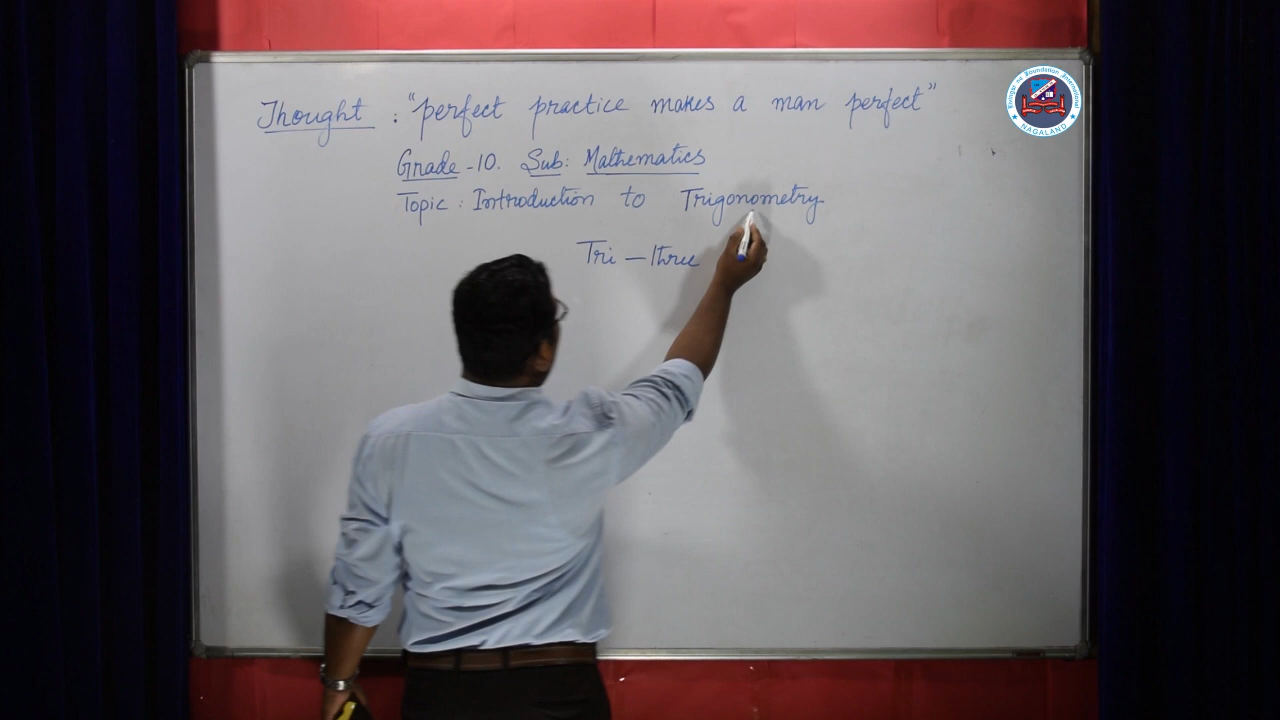 Thought : "perfect practice makes a man perfect"
Grade - 10. Sub: Mathematics
Topic : Introduction to Trigonometry
Tri — three
NAGALAND